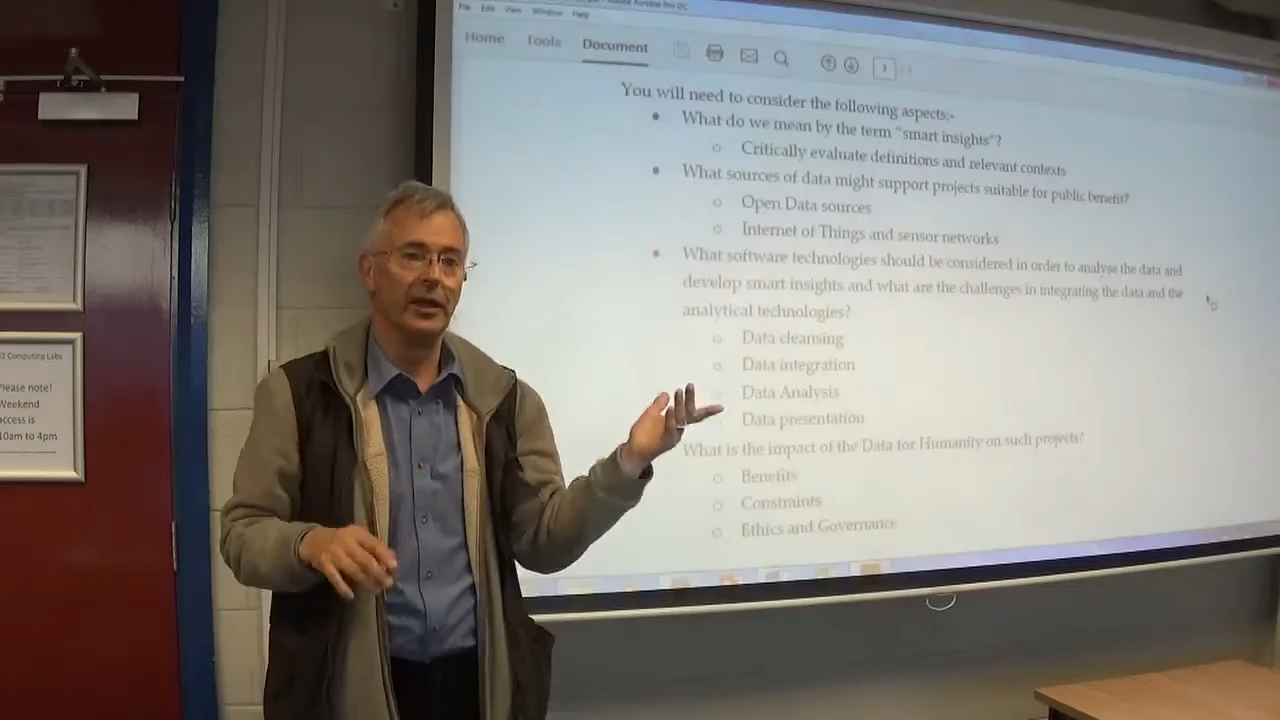 File Edit View Window Help
Home Tools Document
You will need to consider the following aspects:-
What do we mean by the term "smart insights"?
Critically evaluate definitions and relevant contexts
What sources of data might support projects suitable for public benefit?
Open Data sources
Internet of Things and sensor networks
What software technologies should be considered in order to analyse the data and
develop smart insights and what are the challenges in integrating the data and the
analytical technologies?
Data cleansing
Data integration
Data Analysis
Data presentation
What is the impact of the Data for Humanity on such projects?
Benefits
Constraints
Ethics and Governance
Computing Labs
Please note!
Weekend
access is
10am to 4pm